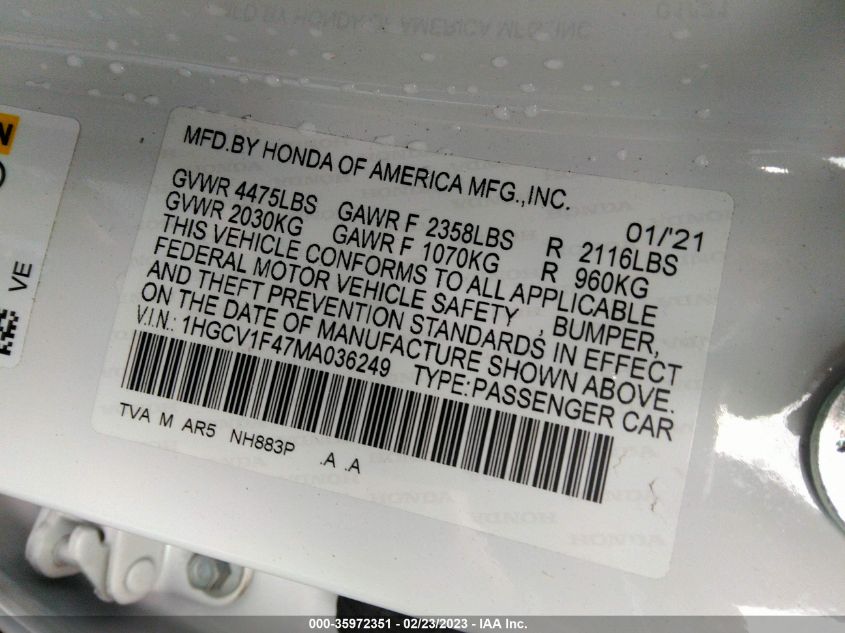 MFD.BY HONDA OF AMERICA MFG.,INC.
01/'21
GVWR 4475LBS GAWR F 2358LBS R 2116LBS
GVWR 2030KG GAWR F 1070KG R 960KG
THIS VEHICLE CONFORMS TO ALL APPLICABLE
FEDERAL MOTOR VEHICLE SAFETY , BUMPER,
AND THEFT PREVENTION STANDARDS IN EFFECT
ON THE DATE OF MANUFACTURE SHOWN ABOVE.
V.I.N.: 1HGCV1F47MA036249 TYPE:PASSENGER CAR
TVA M AR5 NH883P .A .A
VE
N
000-35972351 - 02/23/2023 - IAA Inc.